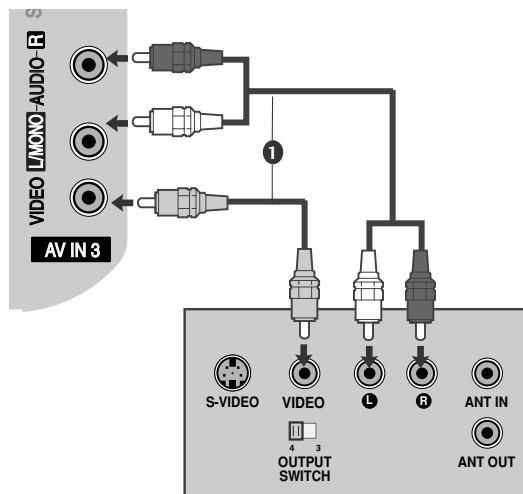 S
VIDEO L/MONO-AUDIO-R
AV IN 3
1
S-VIDEO
VIDEO
L
R
ANT IN
4 3
OUTPUT
SWITCH
ANT OUT